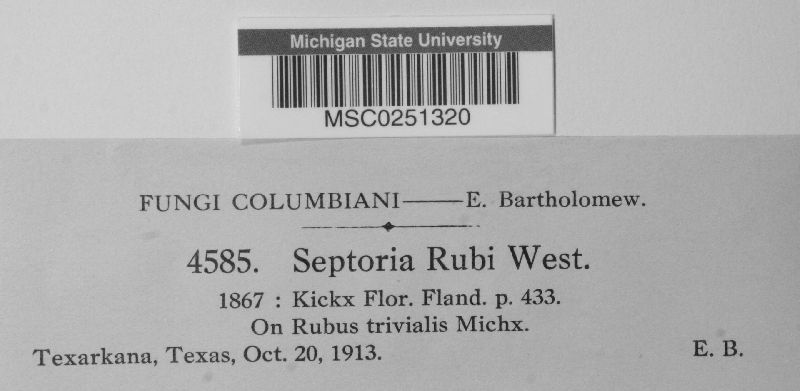 Michigan State University
MSC0251320
FUNGI COLUMBIANI——E. Bartholomew.
4585. Septoria Rubi West.
1867 : Kickx Flor. Fland. p. 433.
On Rubus trivialis Michx.
Texarkana, Texas, Oct. 20, 1913. E. B.